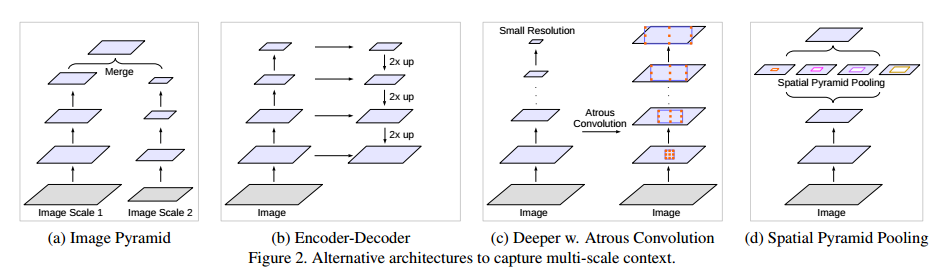 Merge
Image Scale 1
Image Scale 2
(a) Image Pyramid
2x up
2x up
2x up
Image
(b) Encoder-Decoder
Small Resolution
Atrous
Convolution
Image
Image
(c) Deeper w. Atrous Convolution
Spatial Pyramid Pooling
Image
(d) Spatial Pyramid Pooling
Figure 2. Alternative architectures to capture multi-scale context.